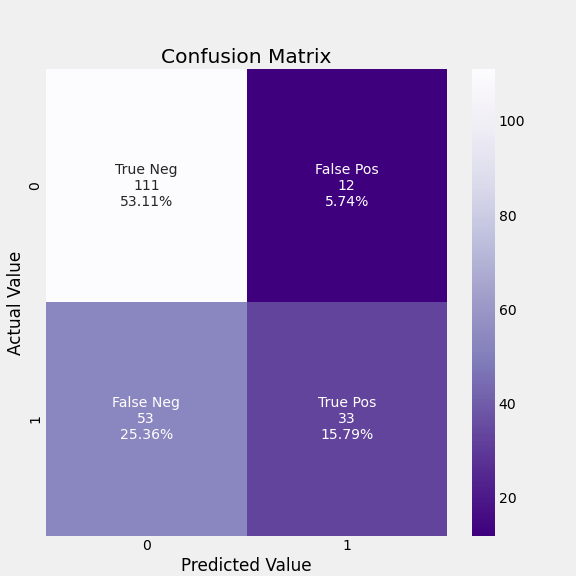 Confusion Matrix
True Neg
111
53.11%
False Pos
12
5.74%
False Neg
53
25.36%
True Pos
33
15.79%
0
1
Actual Value
0
1
Predicted Value
100
80
60
40
20